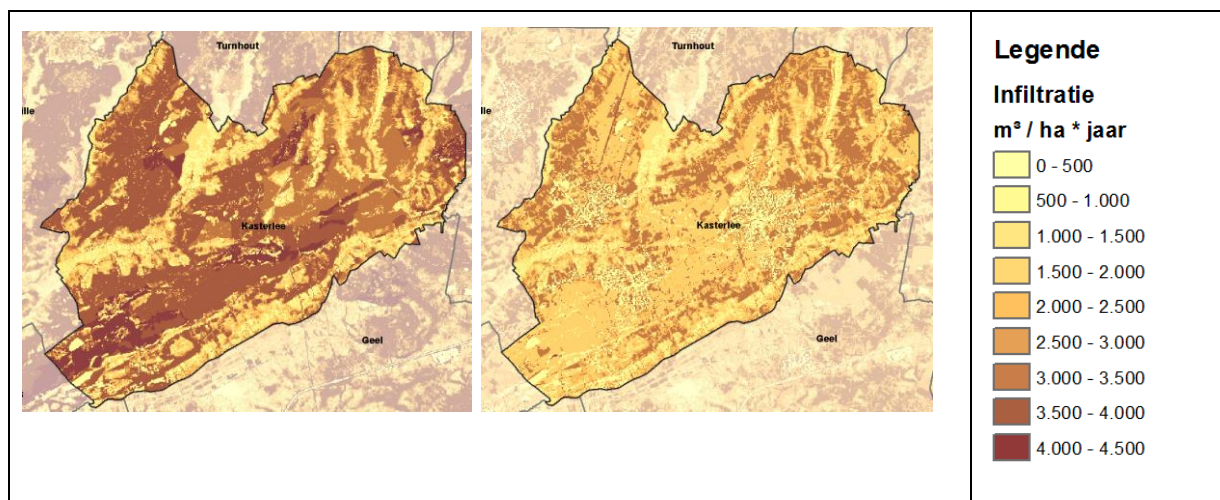 Turnhout
ille
Kasterlee
Geel
Turnhout
ille
Kasterlee
Geel
Legende
Infiltratie
m³ / ha * jaar
0 - 500
500 - 1.000
1.000 - 1.500
1.500 - 2.000
2.000 - 2.500
2.500 - 3.000
3.000 - 3.500
3.500 - 4.000
4.000 - 4.500